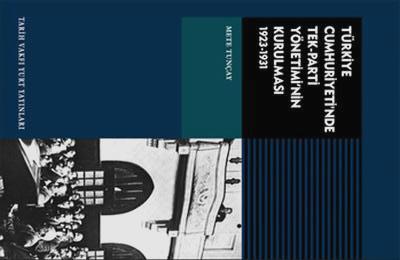 TÜRKİYE
CUMHURİYETİ'NDE
TEK-PARTİ
YÖNETİMİ'NİN
KURULMASI
1923-1931
METE TUNÇAY
TARİH VAKFI YURT YAYINLARI